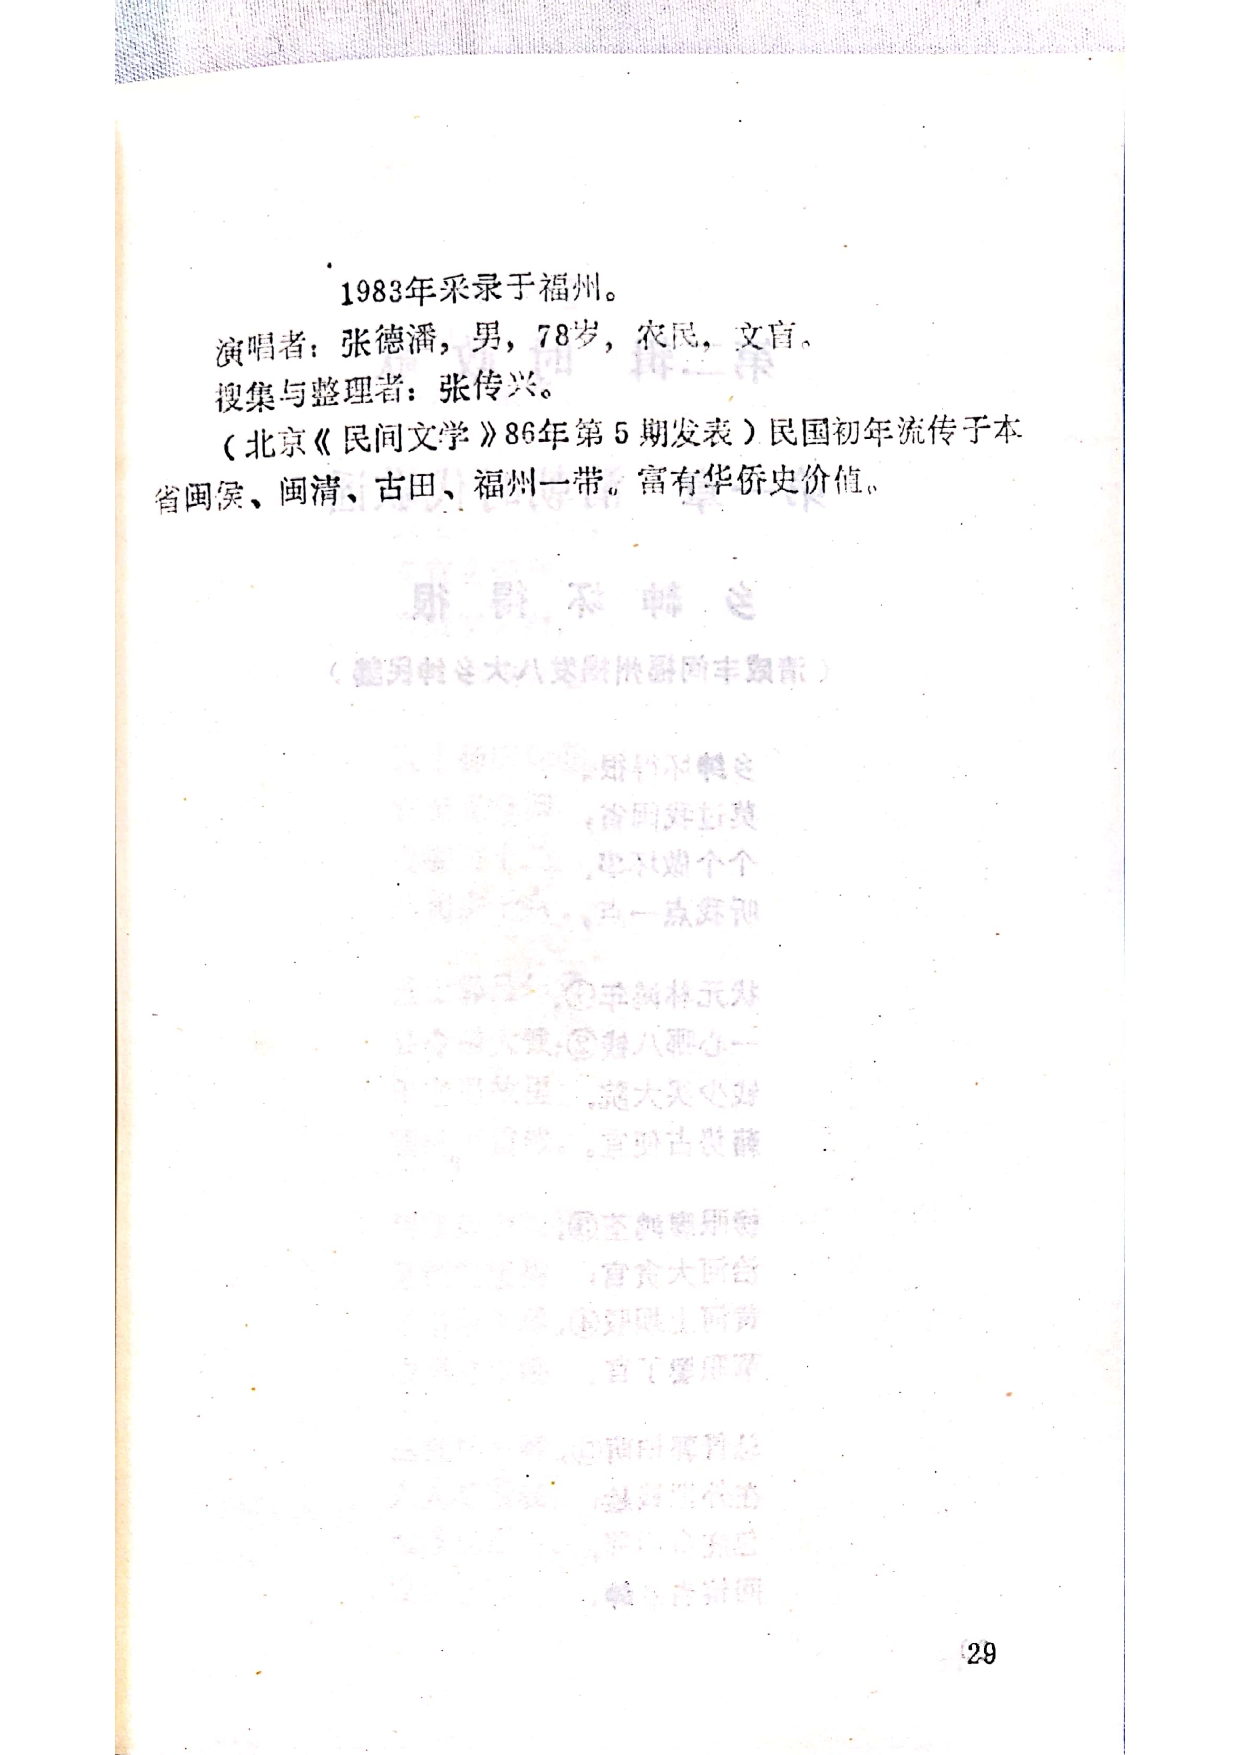 1983年采录于福州。
演唱者：张德潘，男，78岁，农民，文盲。
搜集与整理者：张传兴。
（北京《民间文学》86年第5期发表）民国初年流传于本
省闽侯、闽清、古田、福州一带。富有华侨史价值。
29